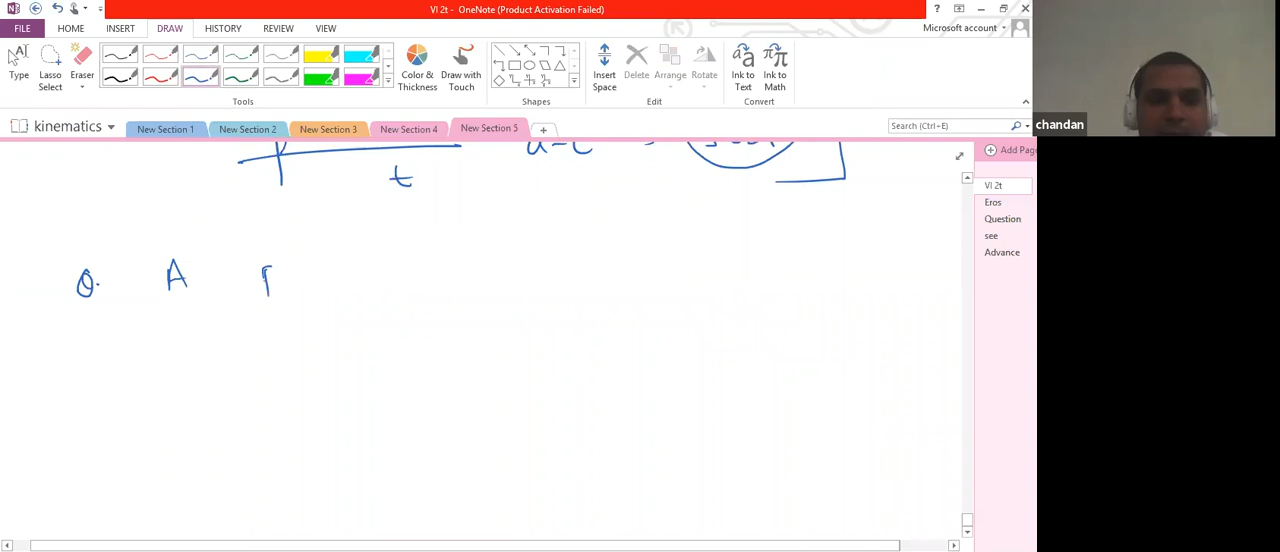 VI 2t - OneNote (Product Activation Failed)
FILE HOME INSERT DRAW HISTORY REVIEW VIEW
Microsoft account
Type Lasso Select Eraser Color & Thickness Draw with Touch Insert Space Delete Arrange Rotate Ink to Text Ink to Math
Tools Shapes Edit Convert
kinematics New Section 1 New Section 2 New Section 3 New Section 4 New Section 5
Search (Ctrl+E)
chandan
Add Pag
VI 2t
Eros
Question
see
Advance
t
Q. A